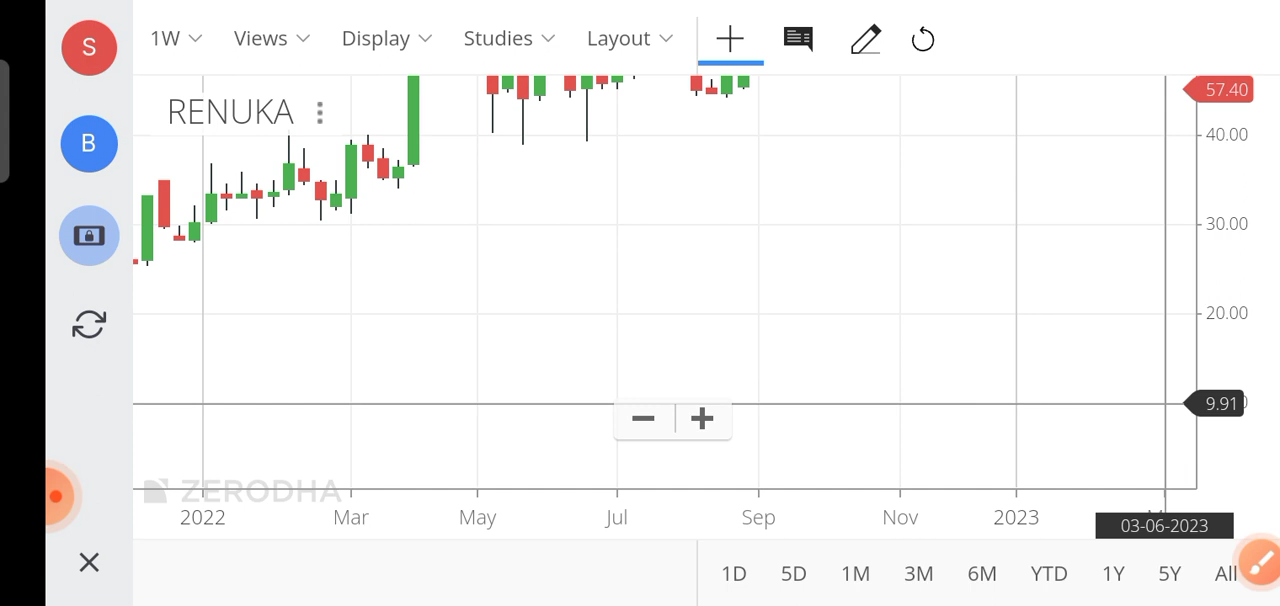 S
1W Views Display Studies Layout
57.40
RENUKA
B
40.00
30.00
20.00
9.91
ZERODHA
2022 Mar May Jul Sep Nov 2023
03-06-2023
1D 5D 1M 3M 6M YTD 1Y 5Y All